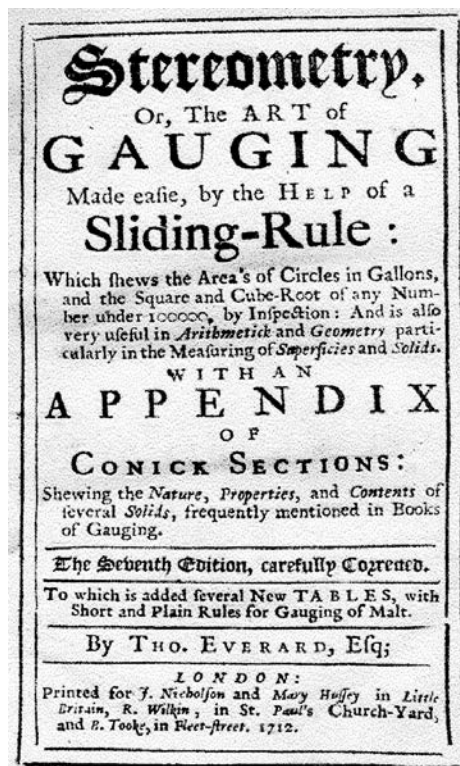 Stereometry.
Or, The ART of
GAUGING
Made eaſie, by the HELP of a
Sliding-Rule :
Which ſhews the Area's of Circles in Gallons,
and the Square and Cube-Root of any Num-
ber under 100000, by Inſpection: And is alſo
very uſeful in Arithmetick and Geometry parti-
cularly in the Meaſuring of Superficies and Solids.
WITH AN
APPENDIX
OF
CONICK SECTIONS:
Shewing the Nature, Properties, and Contents of
ſeveral Solids, frequently mentioned in Books
of Gauging.
The Seventh Edition, carefully Corrected.
To which is added ſeveral New TABLES, with
Short and Plain Rules for Gauging of Malt.
By THO. EVERARD, Eſq;
LONDON:
Printed for J. Nicholſon and Mary Huſſey in Little
Britain, R. Wilkin, in St. Paul's Church-Yard,
and B. Tooke, in Fleet-ſtreet. 1712.